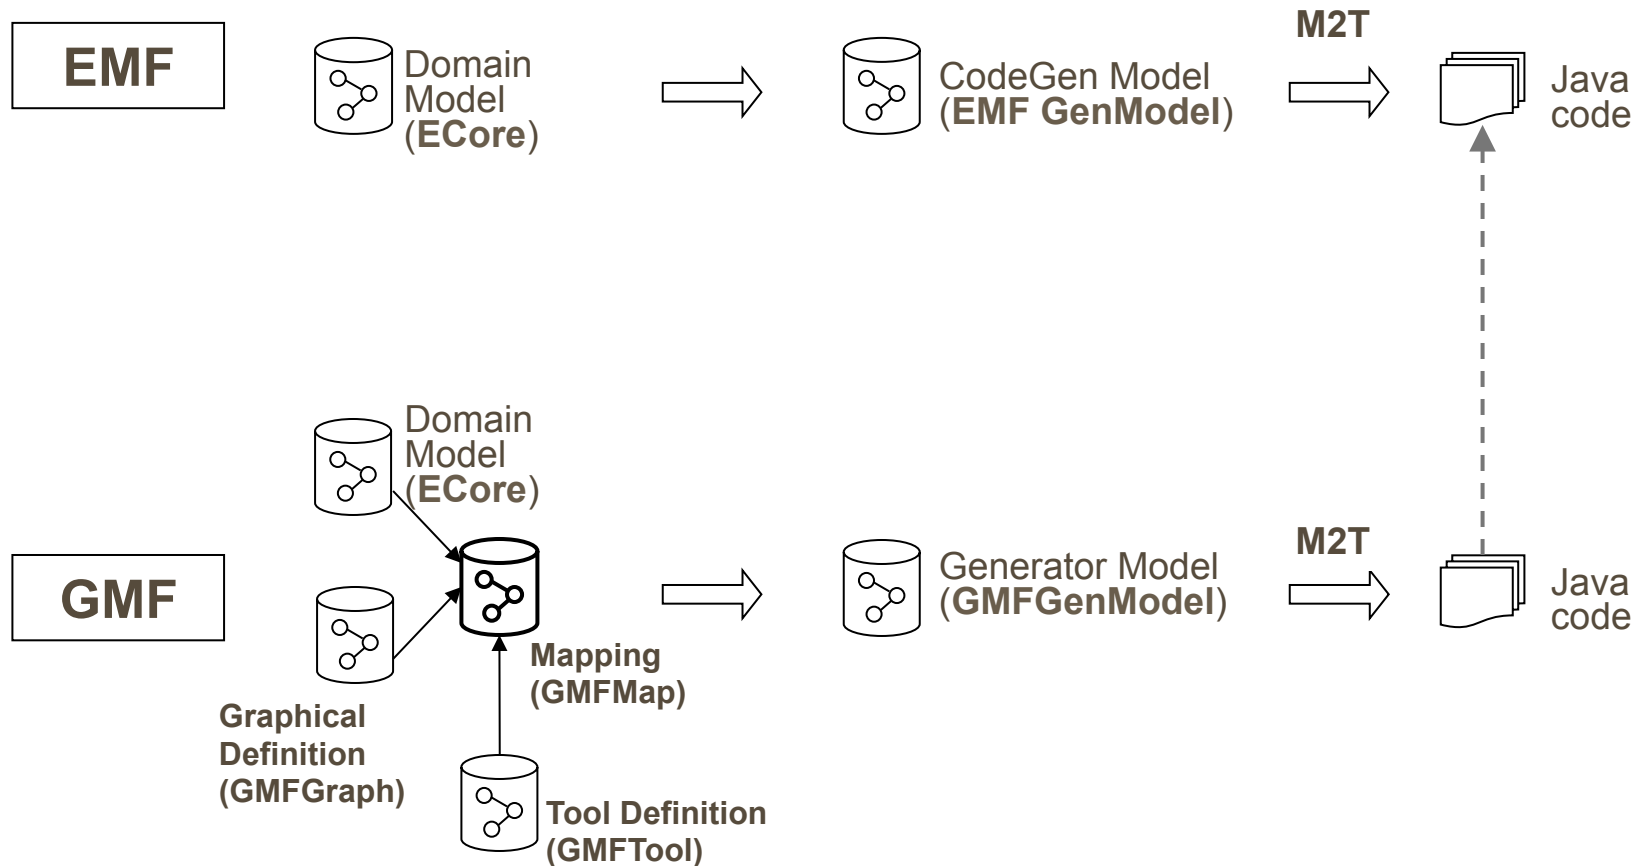 EMF
Domain
Model
(ECore)
CodeGen Model
(EMF GenModel)
M2T
Java
code
GMF
Domain
Model
(ECore)
Mapping
(GMFMap)
Graphical
Definition
(GMFGraph)
Tool Definition
(GMFTool)
Generator Model
(GMFGenModel)
M2T
Java
code